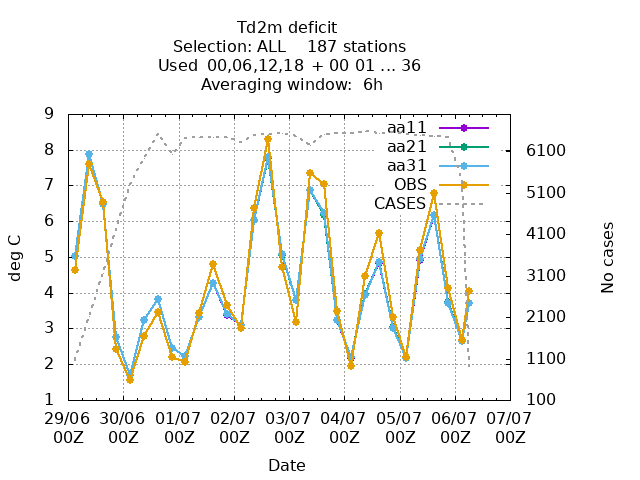 Td2m deficit
Selection: ALL    187 stations
Used  00,06,12,18 + 00 01 ... 36
Averaging window:  6h
9
8
7
6
5
4
3
2
1
deg C
aa11
aa21
aa31
OBS
CASES
6100
5100
4100
3100
2100
1100
100
No cases
29/06 30/06 01/07 02/07 03/07 04/07 05/07 06/07 07/07
00Z 00Z 00Z 00Z 00Z 00Z 00Z 00Z 00Z
Date